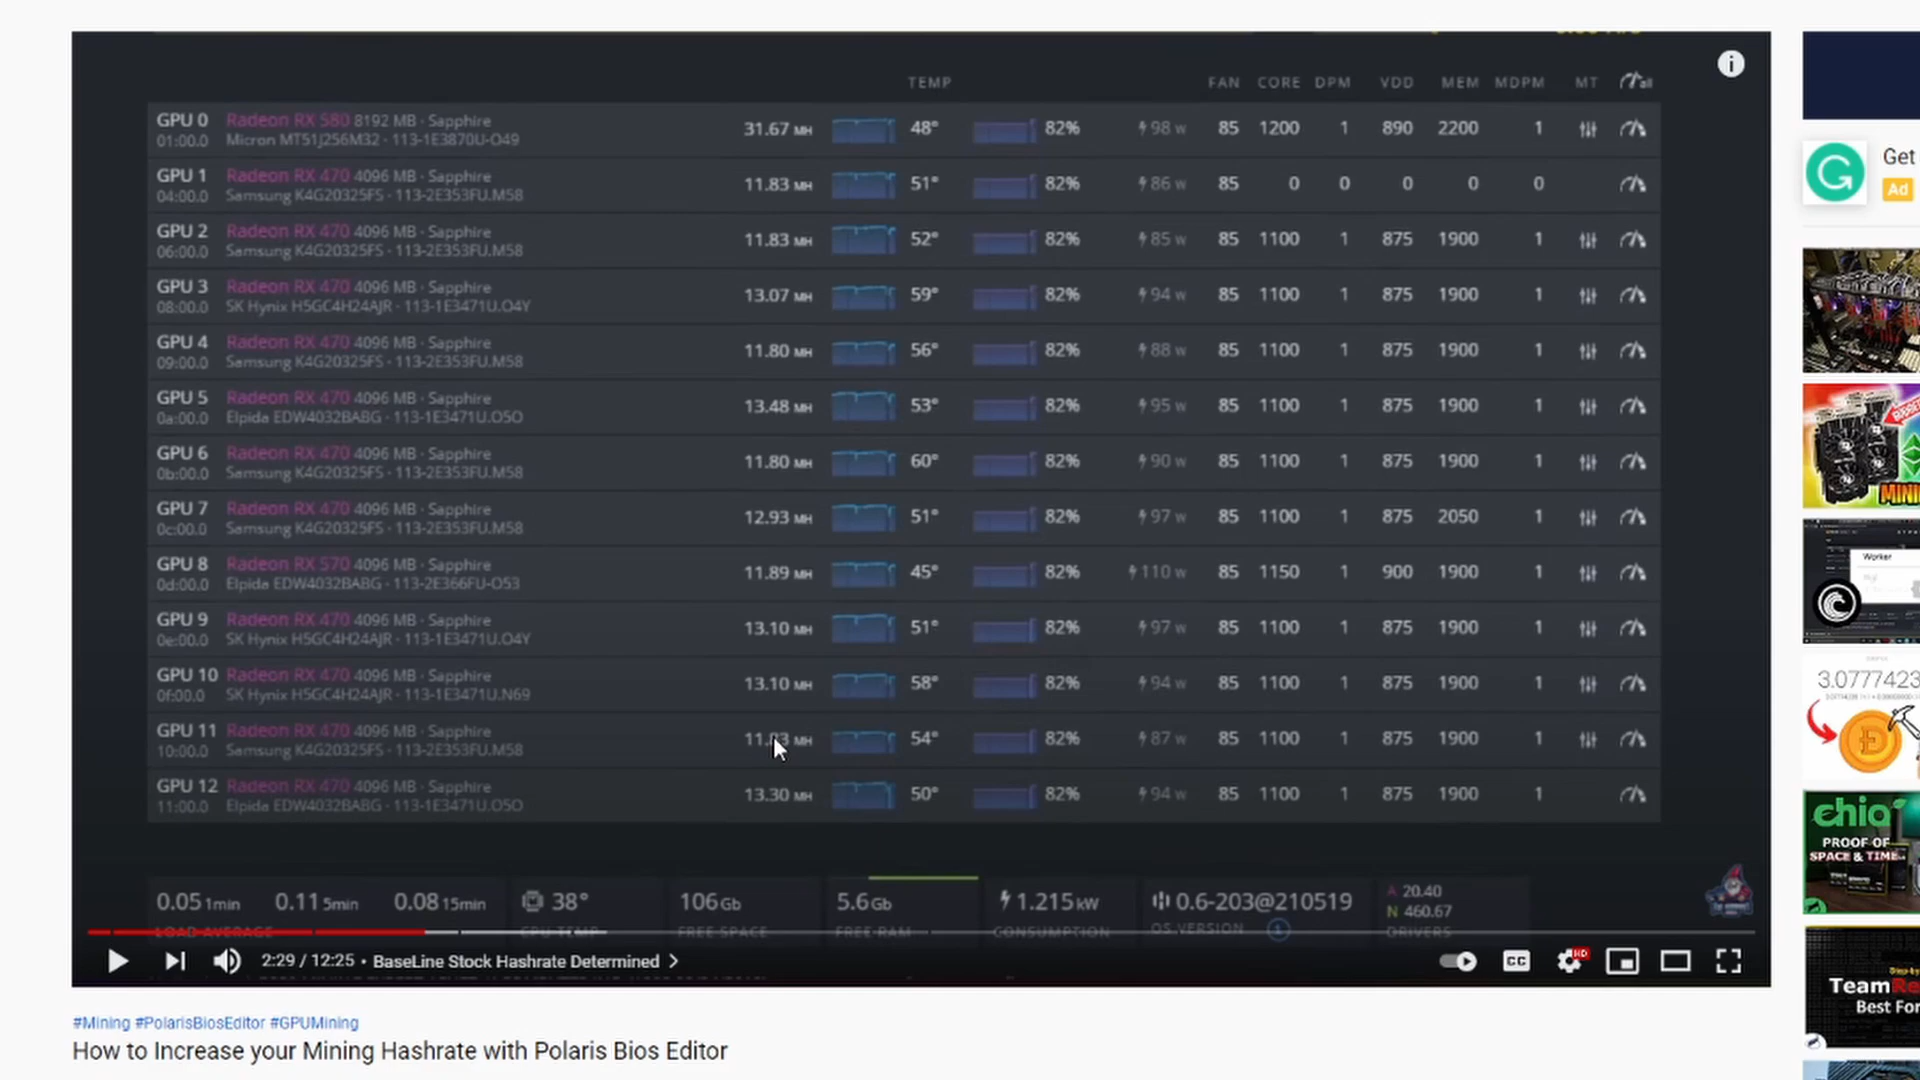 TEMP FAN CORE DPM VDD MEM MDPM MT
GPU 0 Radeon RX 580 8192 MB · Sapphire 31.67 MH 48° 82% 98 W 85 1200 1 890 2200 1
01:00.0 Micron MT51J256M32 · 113-1E3870U-O49
GPU 1 Radeon RX 470 4096 MB · Sapphire 11.83 MH 51° 82% 86 W 85 0 0 0 0 0
04:00.0 Samsung K4G20325FS · 113-2E353FU.M58
GPU 2 Radeon RX 470 4096 MB · Sapphire 11.83 MH 52° 82% 85 W 85 1100 1 875 1900 1
06:00.0 Samsung K4G20325FS · 113-2E353FU.M58
GPU 3 Radeon RX 470 4096 MB · Sapphire 13.07 MH 59° 82% 94 W 85 1100 1 875 1900 1
08:00.0 SK Hynix H5GC4H24AJR · 113-1E3471U.O4Y
GPU 4 Radeon RX 470 4096 MB · Sapphire 11.80 MH 56° 82% 88 W 85 1100 1 875 1900 1
09:00.0 Samsung K4G20325FS · 113-2E353FU.M58
GPU 5 Radeon RX 470 4096 MB · Sapphire 13.48 MH 53° 82% 95 W 85 1100 1 875 1900 1
0a:00.0 Elpida EDW4032BABG · 113-1E3471U.O5O
GPU 6 Radeon RX 470 4096 MB · Sapphire 11.80 MH 60° 82% 90 W 85 1100 1 875 1900 1
0b:00.0 Samsung K4G20325FS · 113-2E353FU.M58
GPU 7 Radeon RX 470 4096 MB · Sapphire 12.93 MH 51° 82% 97 W 85 1100 1 875 2050 1
0c:00.0 Samsung K4G20325FS · 113-2E353FU.M58
GPU 8 Radeon RX 570 4096 MB · Sapphire 11.89 MH 45° 82% 110 W 85 1150 1 900 1900 1
0d:00.0 Elpida EDW4032BABG · 113-2E366FU-O53
GPU 9 Radeon RX 470 4096 MB · Sapphire 13.10 MH 51° 82% 97 W 85 1100 1 875 1900 1
0e:00.0 SK Hynix H5GC4H24AJR · 113-1E3471U.O4Y
GPU 10 Radeon RX 470 4096 MB · Sapphire 13.10 MH 58° 82% 94 W 85 1100 1 875 1900 1
0f:00.0 SK Hynix H5GC4H24AJR · 113-1E3471U.N69
GPU 11 Radeon RX 470 4096 MB · Sapphire MH 54° 82% 87 W 85 1100 1 875 1900 1
10:00.0 Samsung K4G20325FS · 113-2E353FU.M58
GPU 12 Radeon RX 470 4096 MB · Sapphire 13.30 MH 50° 82% 94 W 85 1100 1 875 1900 1
11:00.0 Elpida EDW4032BABG · 113-1E3471U.O5O
0.05 1min 0.11 5min 0.08 15min 38° 106 Gb 5.6 Gb 1.215 kW 0.6-203@210519 A 20.40
N 460.67
LOAD AVERAGE CPU TEMP FREE SPACE FREE RAM CONSUMPTION OS VERSION DRIVERS
2:29 / 12:25 • BaseLine Stock Hashrate Determined
CC HD
#Mining #PolarisBiosEditor #GPUMining
How to Increase your Mining Hashrate with Polaris Bios Editor
Get
Ad
MINI
Worker
3.0777423
chia
PROOF OF
SPACE & TIME
TeamRe
Best For